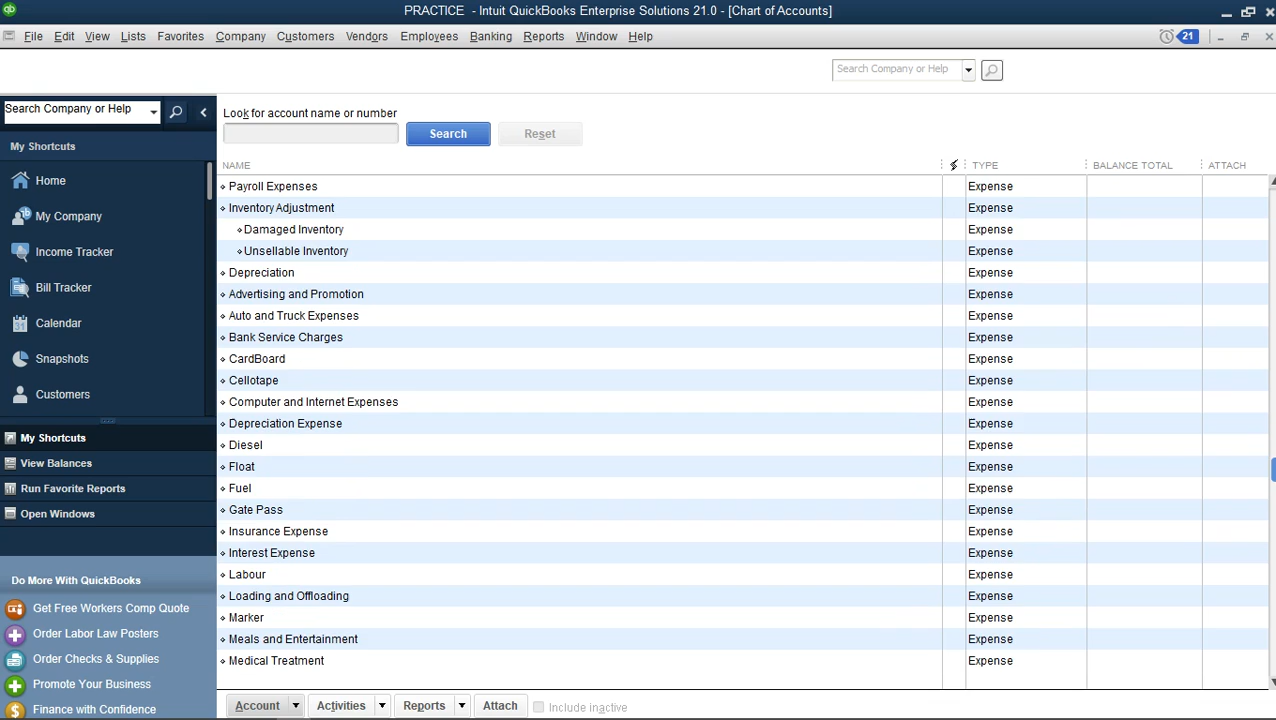 PRACTICE - Intuit QuickBooks Enterprise Solutions 21.0 - [Chart of Accounts]
File Edit View Lists Favorites Company Customers Vendors Employees Banking Reports Window Help 21
Search Company or Help
Search Company or Help
My Shortcuts
Home
My Company
Income Tracker
Bill Tracker
Calendar
Snapshots
Customers
My Shortcuts
View Balances
Run Favorite Reports
Open Windows
Do More With QuickBooks
Get Free Workers Comp Quote
Order Labor Law Posters
Order Checks & Supplies
Promote Your Business
Finance with Confidence
Look for account name or number
Search Reset
NAME TYPE BALANCE TOTAL ATTACH
Payroll Expenses Expense
Inventory Adjustment Expense
Damaged Inventory Expense
Unsellable Inventory Expense
Depreciation Expense
Advertising and Promotion Expense
Auto and Truck Expenses Expense
Bank Service Charges Expense
CardBoard Expense
Cellotape Expense
Computer and Internet Expenses Expense
Depreciation Expense Expense
Diesel Expense
Float Expense
Fuel Expense
Gate Pass Expense
Insurance Expense Expense
Interest Expense Expense
Labour Expense
Loading and Offloading Expense
Marker Expense
Meals and Entertainment Expense
Medical Treatment Expense
Account Activities Reports Attach Include inactive